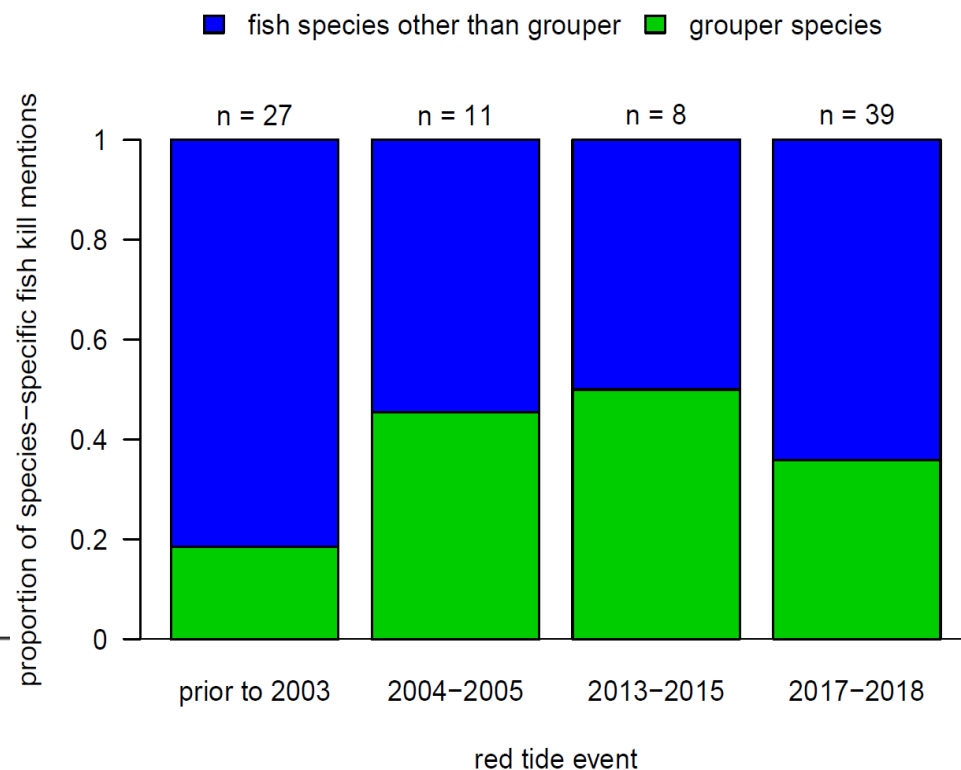 fish species other than grouper grouper species
n = 27 n = 11 n = 8 n = 39
proportion of species−specific fish kill mentions
1
0.8
0.6
0.4
0.2
0
prior to 2003 2004−2005 2013−2015 2017−2018
red tide event